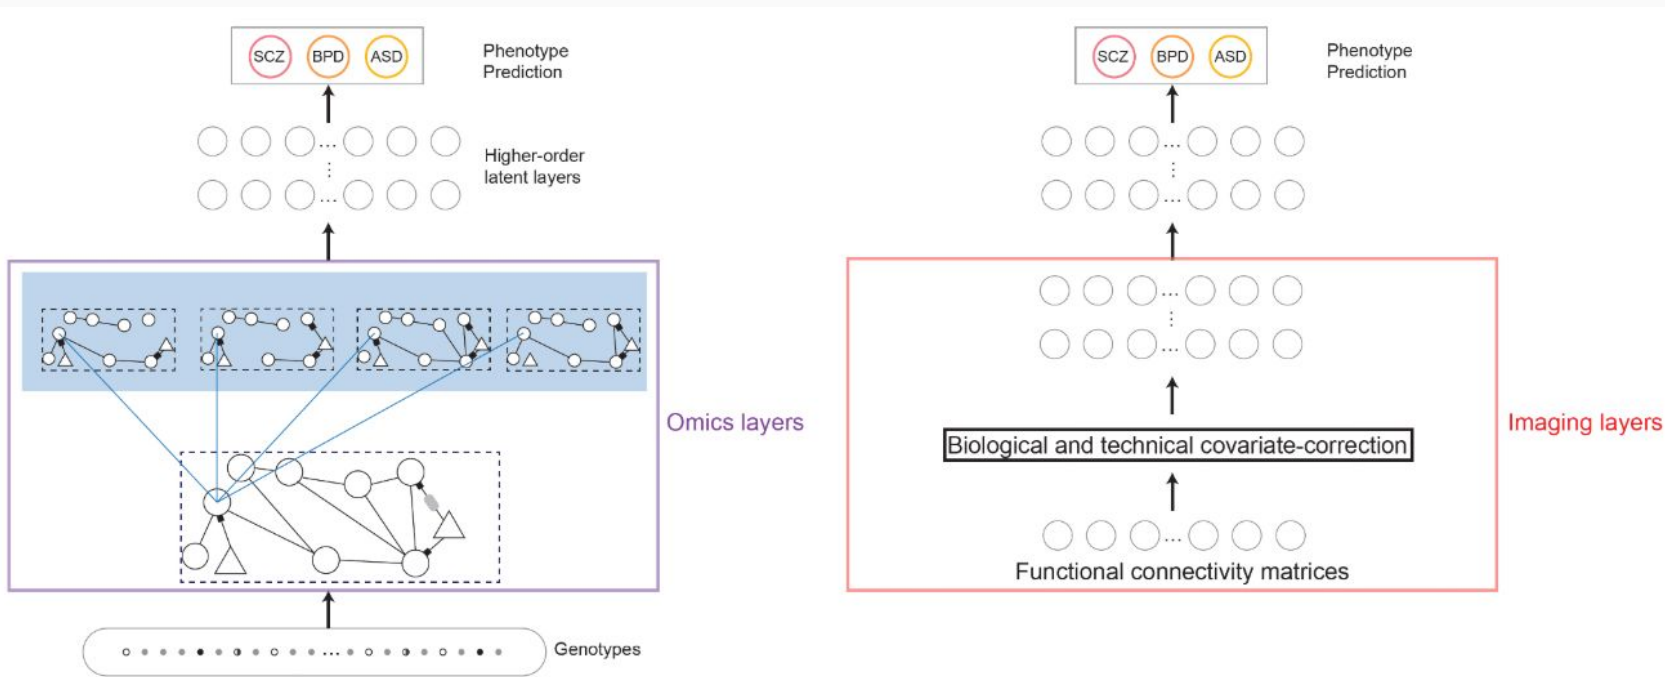 SCZ BPD ASD
Phenotype
Prediction
...
Higher-order
latent layers
...
Omics layers
...
Genotypes
SCZ BPD ASD
Phenotype
Prediction
...
...
...
...
Biological and technical covariate-correction
Imaging layers
...
Functional connectivity matrices